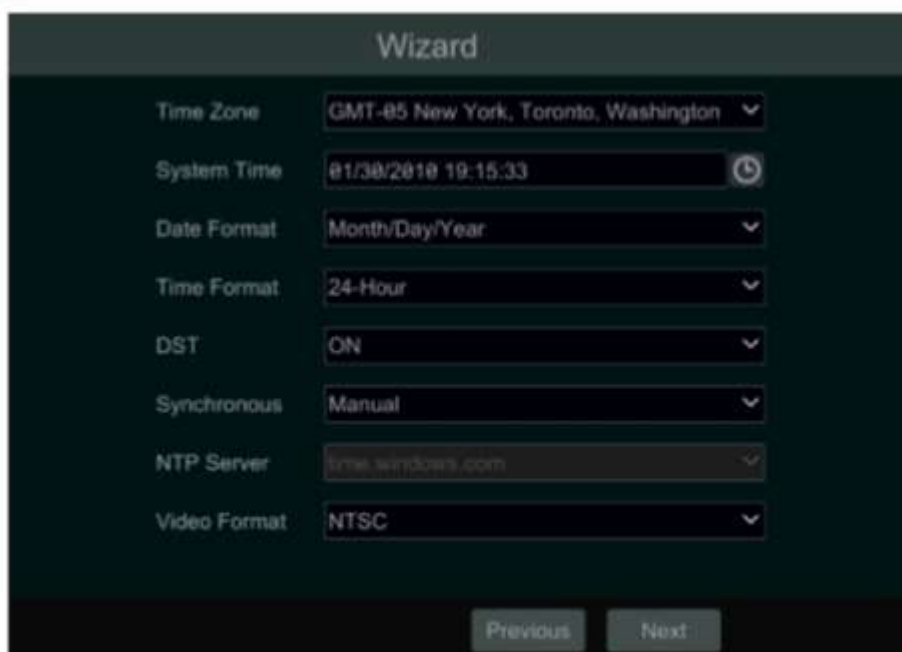 Wizard
Time Zone GMT-05 New York, Toronto, Washington
System Time 01/30/2010 19:15:33
Date Format Month/Day/Year
Time Format 24-Hour
DST ON
Synchronous Manual
NTP Server time.windows.com
Video Format NTSC
Previous Next